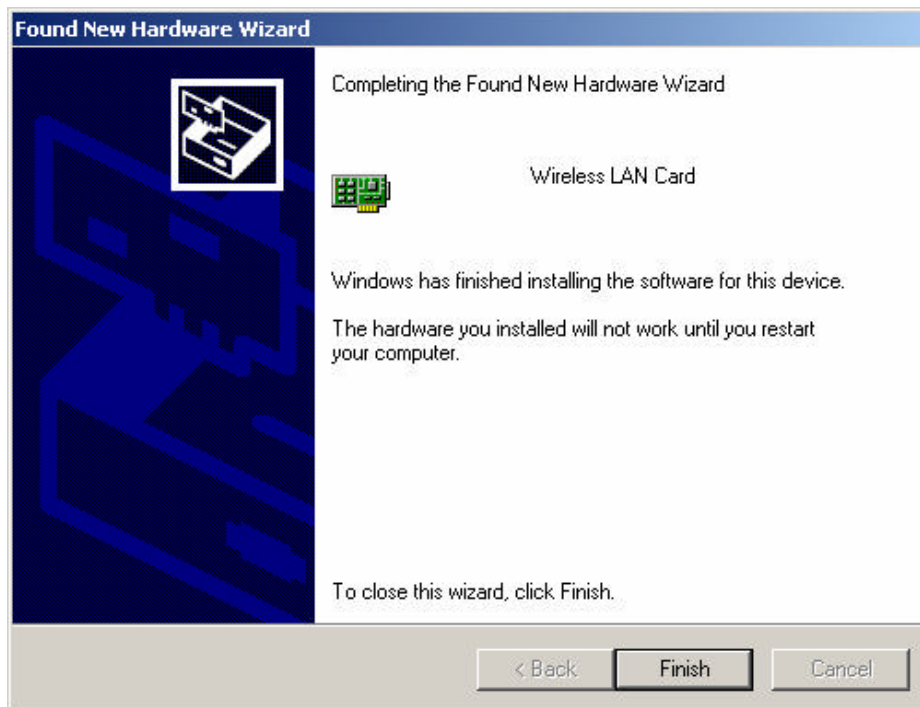 Found New Hardware Wizard
Completing the Found New Hardware Wizard
Wireless LAN Card
Windows has finished installing the software for this device.
The hardware you installed will not work until you restart
your computer.
To close this wizard, click Finish.
< Back
Finish
Cancel